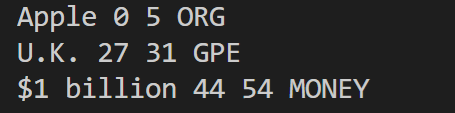 Apple 0 5 ORG
U.K. 27 31 GPE
$1 billion 44 54 MONEY